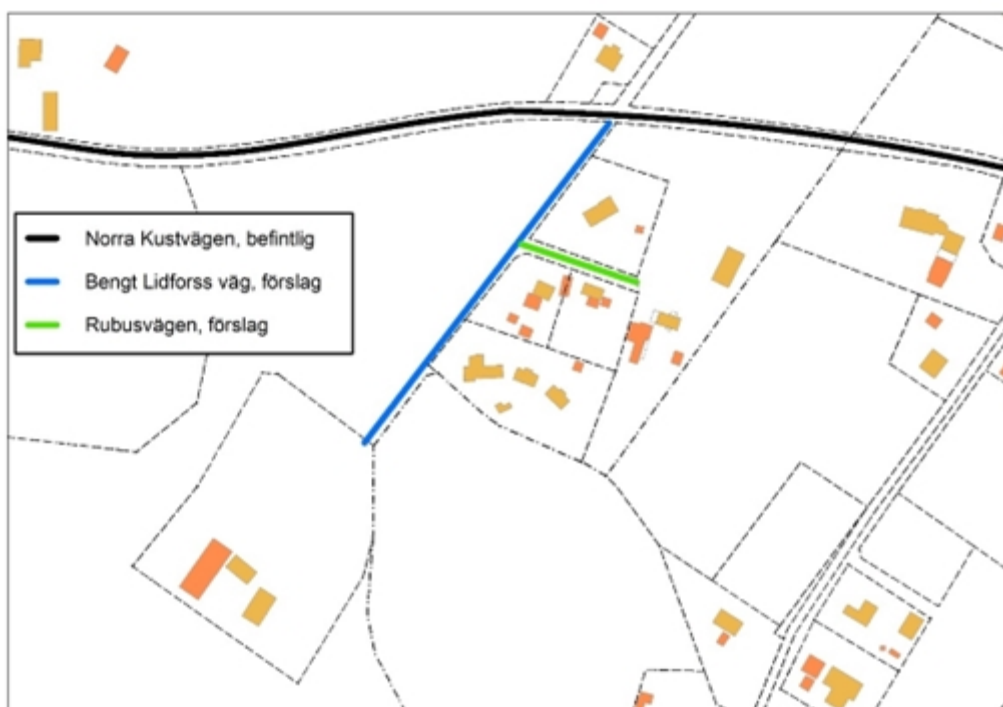 Norra Kustvägen, befintlig
Bengt Lidforss väg, förslag
Rubusvägen, förslag